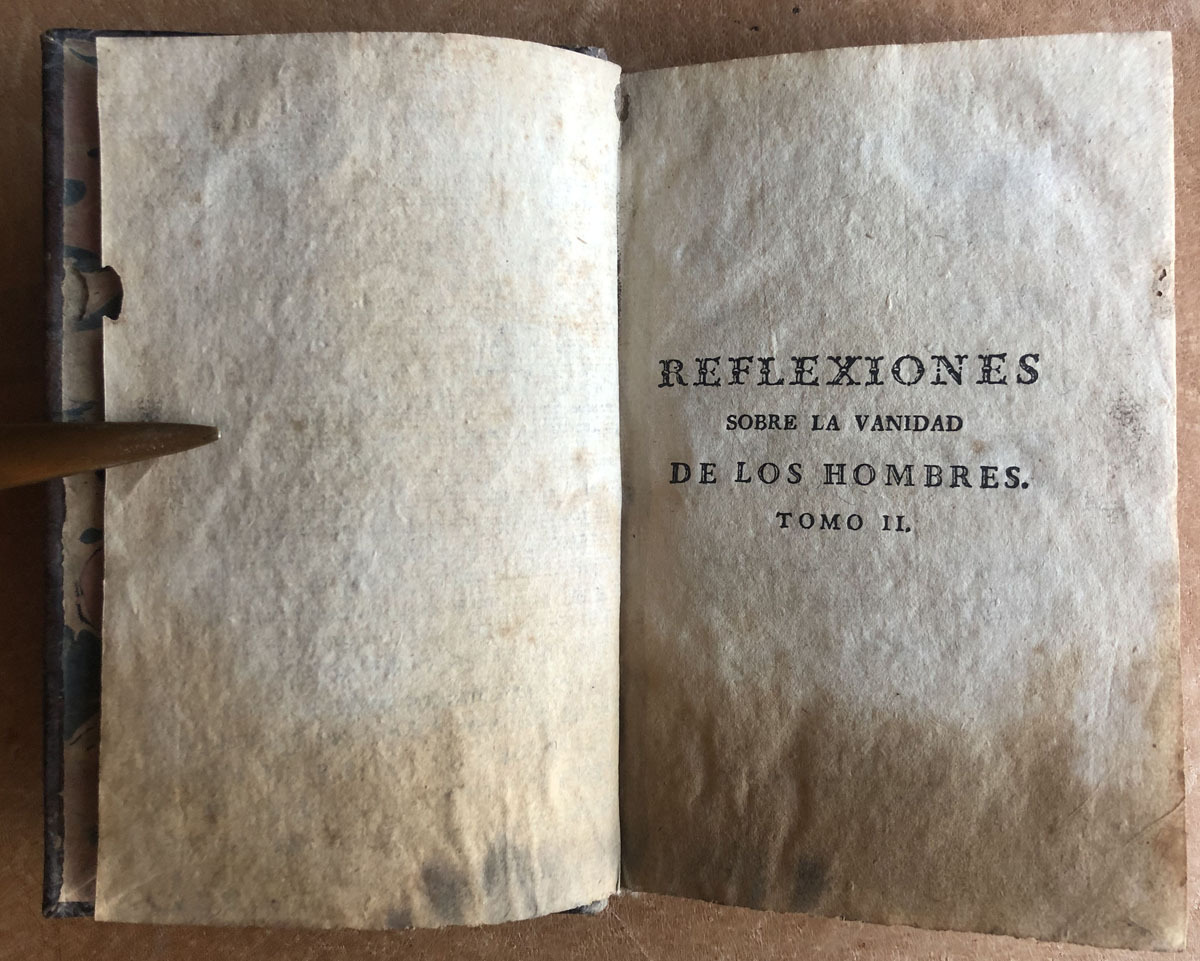 REFLEXIONES
SOBRE LA VANIDAD
DE LOS HOMBRES.
TOMO II.